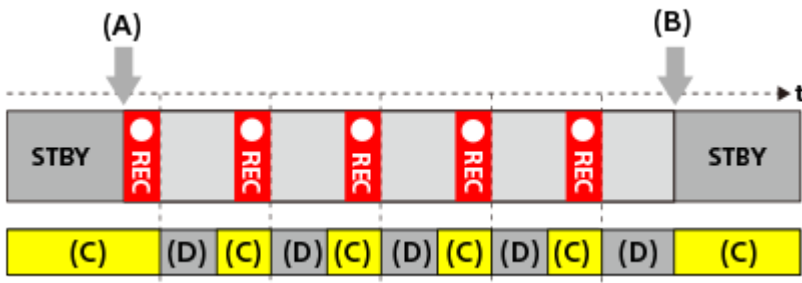 (A) (B)
t
STBY REC REC REC REC REC STBY
(C) (D) (C) (D) (C) (D) (C) (D) (C) (D) (C)